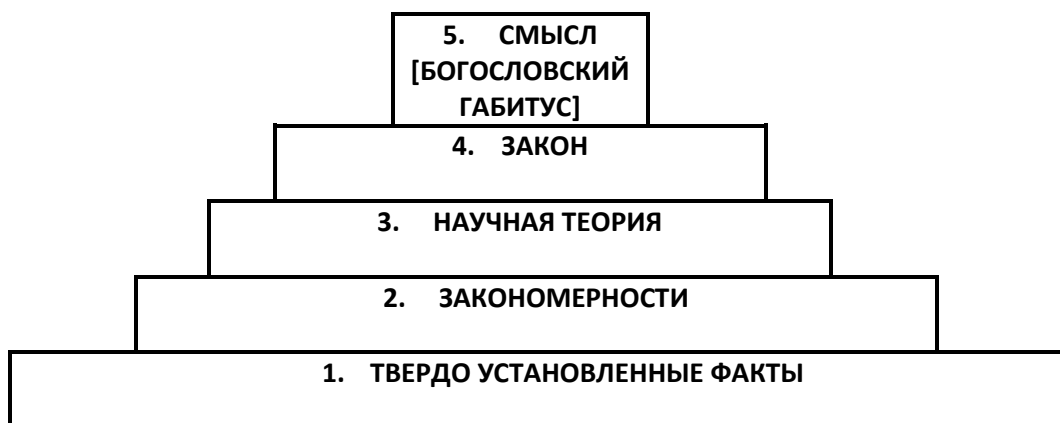 5. СМЫСЛ
[БОГОСЛОВСКИЙ
ГАБИТУС]
4. ЗАКОН
3. НАУЧНАЯ ТЕОРИЯ
2. ЗАКОНОМЕРНОСТИ
1. ТВЕРДО УСТАНОВЛЕННЫЕ ФАКТЫ